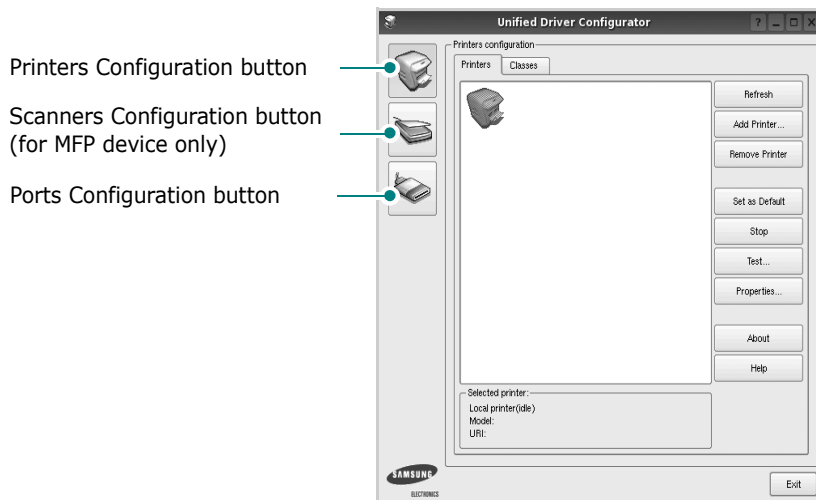 Unified Driver Configurator
?
Printers Configuration button
Scanners Configuration button
(for MFP device only)
Ports Configuration button
Printers configuration
Printers
Classes
Refresh
Add Printer...
Remove Printer
Set as Default
Stop
Test...
Properties...
About
Help
Selected printer:
Local printer(idle)
Model:
URI:
SAMSUNG
ELECTRONICS
Exit